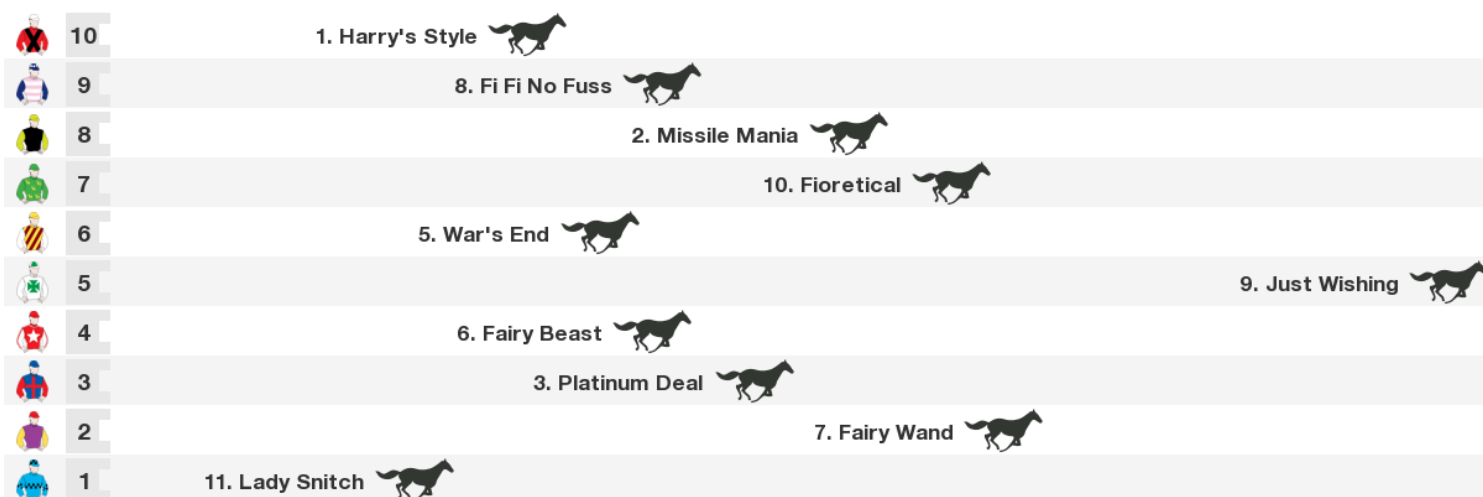 10 1. Harry's Style
9 8. Fi Fi No Fuss
8 2. Missile Mania
7 10. Fioretical
6 5. War's End
5 9. Just Wishing
4 6. Fairy Beast
3 3. Platinum Deal
2 7. Fairy Wand
1 11. Lady Snitch